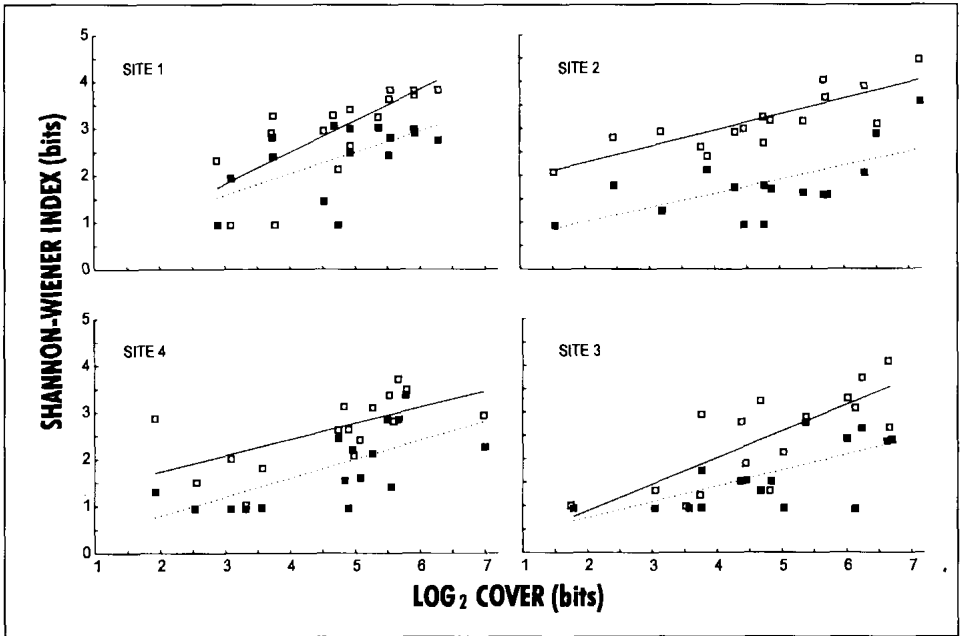 SHANNON-WIENER INDEX (bits)
5
4
3
2
1
0
SITE 1
SITE 2
5
4
3
2
1
0
SITE 4
SITE 3
1 2 3 4 5 6 7
1 2 3 4 5 6 7
LOG2 COVER (bits)